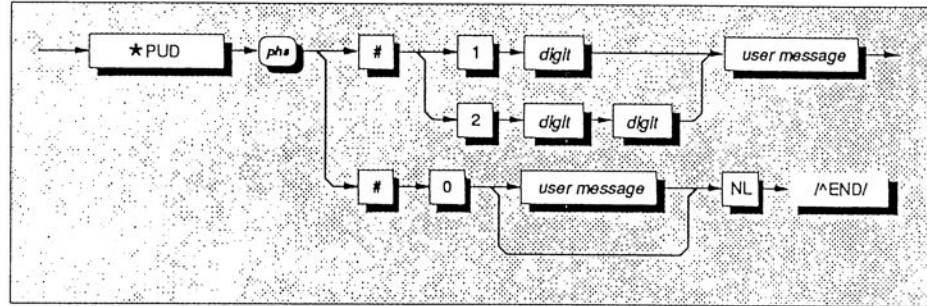 ★PUD phs # 1 digit user message
2 digit digit
# 0 user message NL /^END/